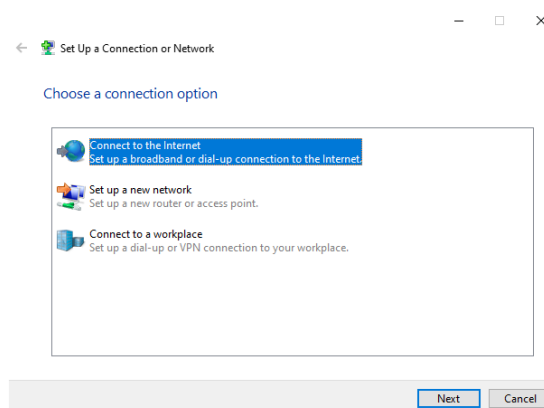 Set Up a Connection or Network
Choose a connection option
Connect to the Internet
Set up a broadband or dial-up connection to the Internet.
Set up a new network
Set up a new router or access point.
Connect to a workplace
Set up a dial-up or VPN connection to your workplace.
Next
Cancel